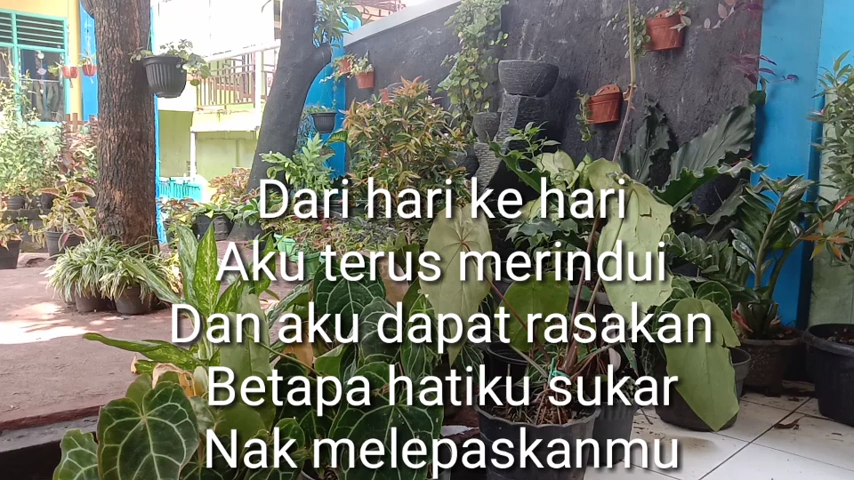 Dari hari ke hari
Aku terus merindui
Dan aku dapat rasakan
Betapa hatiku sukar
Nak melepaskanmu